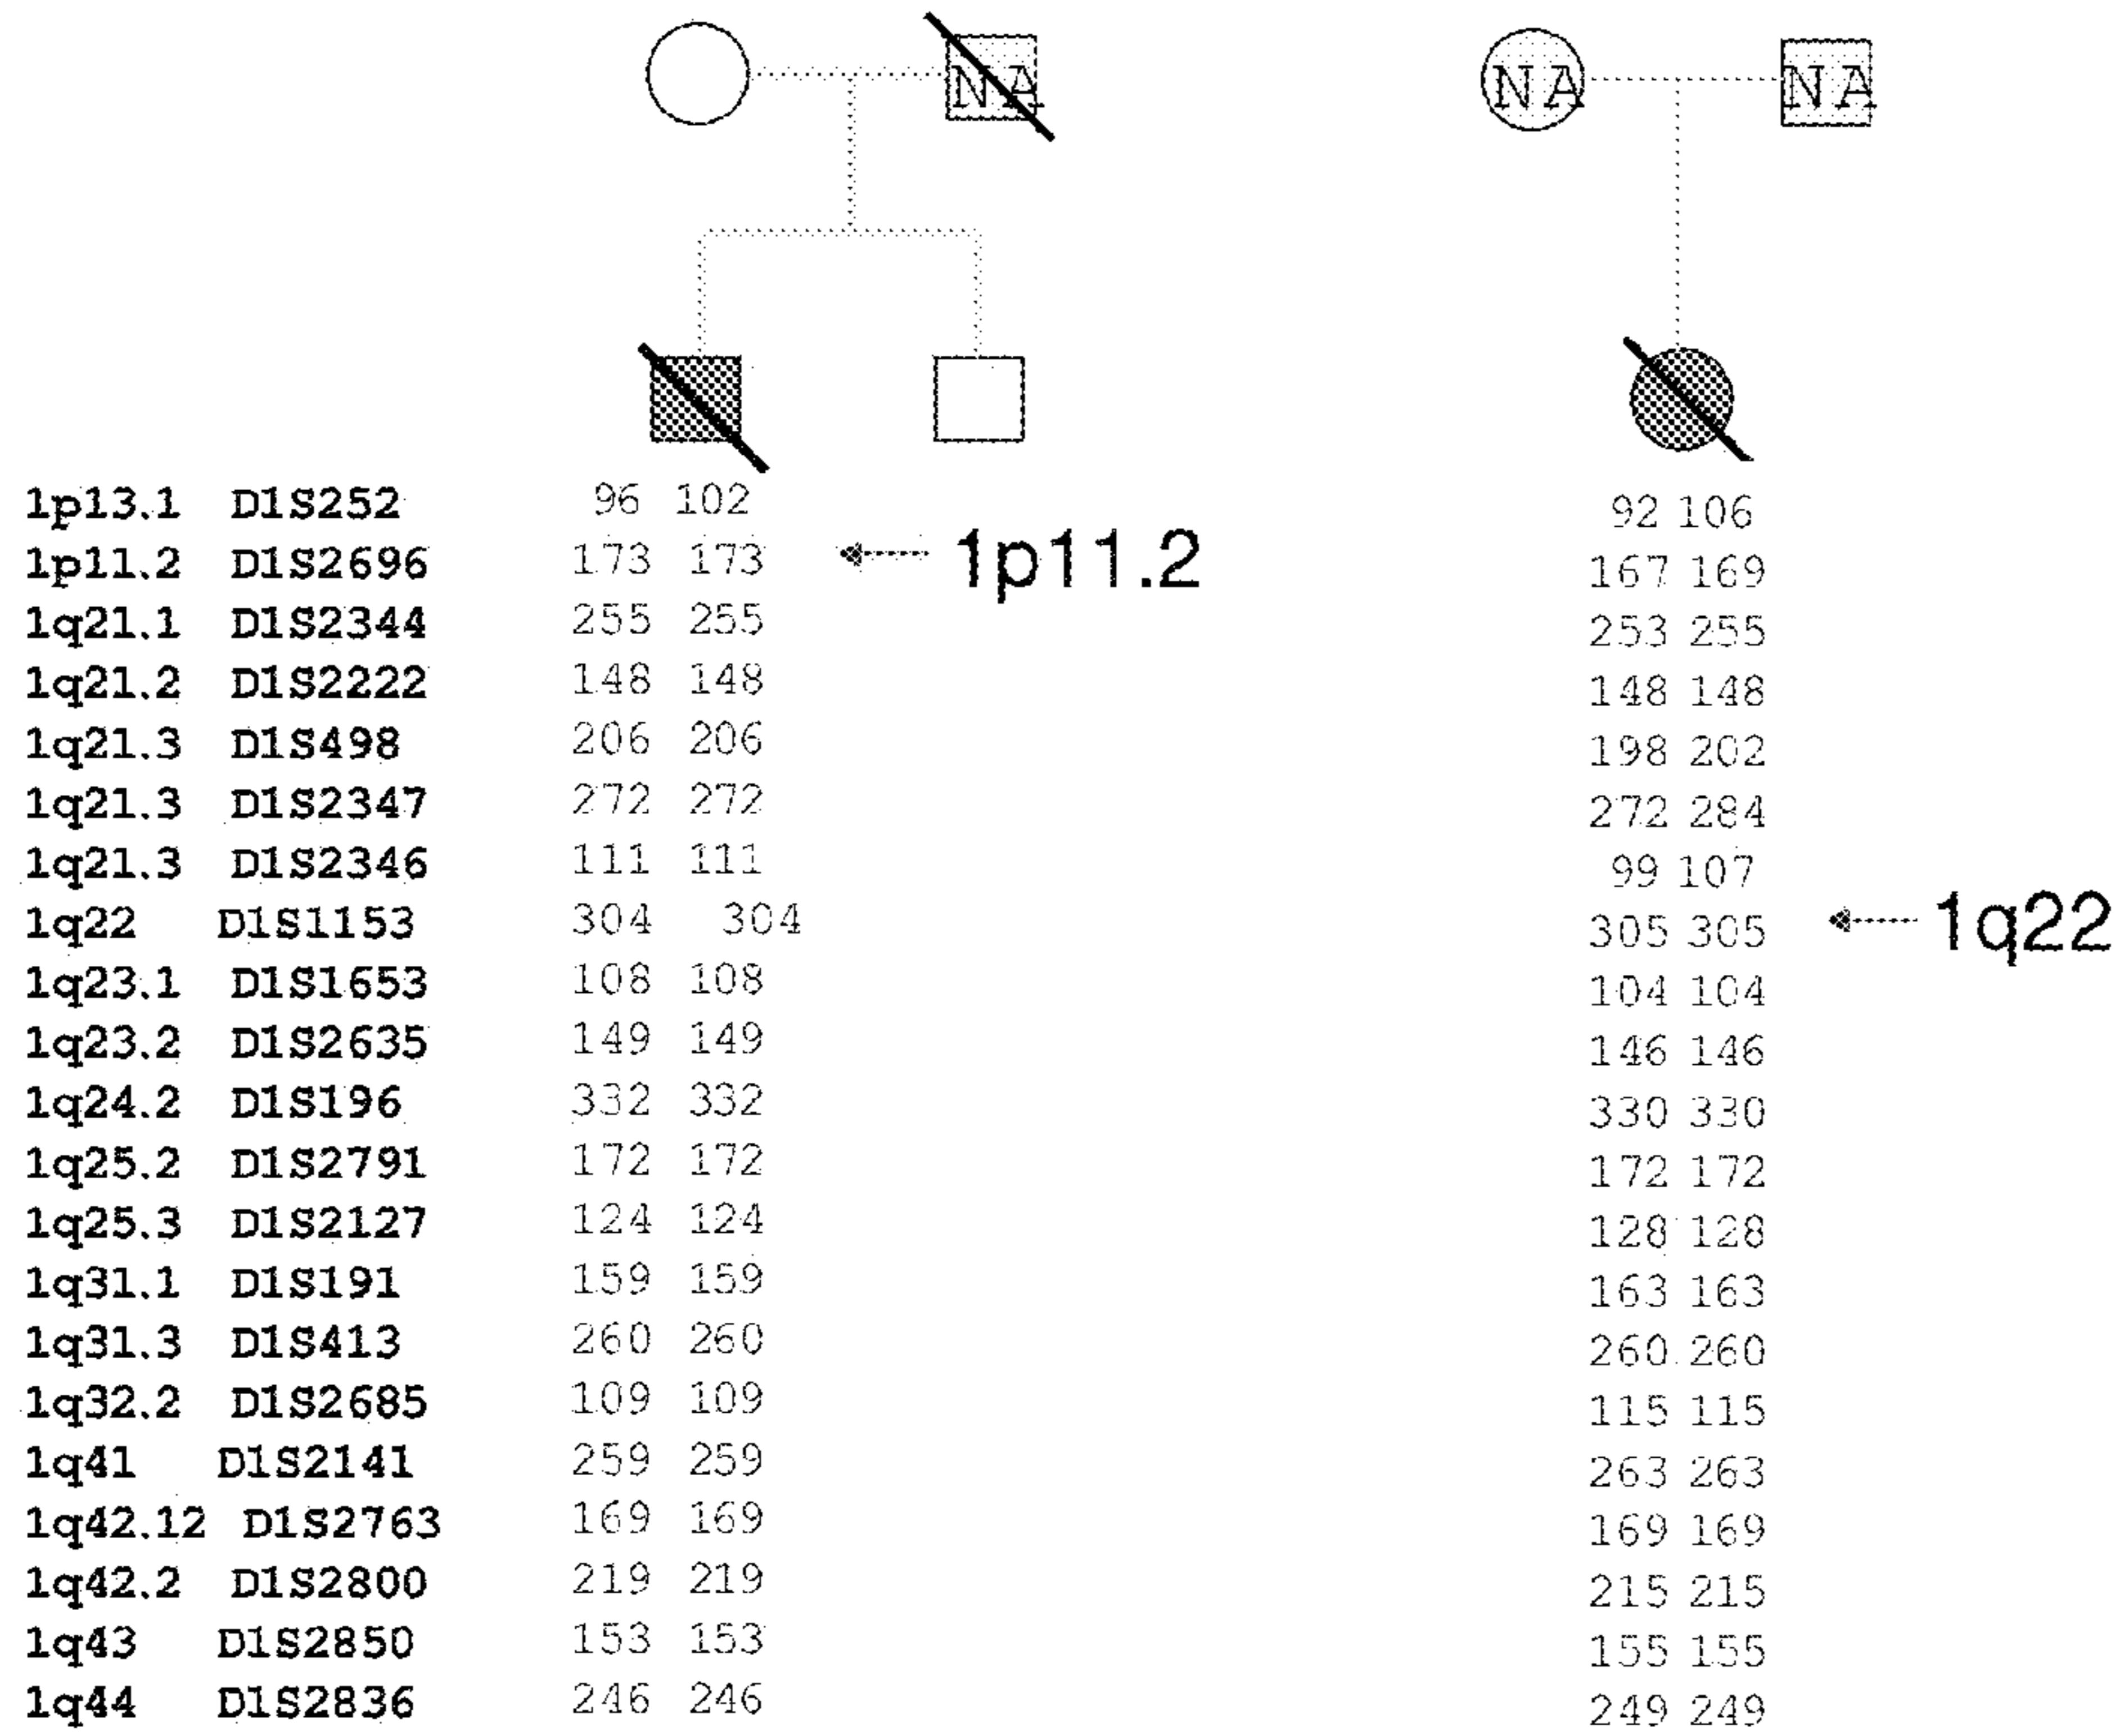 NA NA NA
1p13.1 D1S252 96 102 92 106
1p11.2 D1S2696 173 173 1p11.2 167 169
1q21.1 D1S2344 255 255 253 255
1q21.2 D1S2222 148 148 148 148
1q21.3 D1S498 206 206 198 202
1q21.3 D1S2347 272 272 272 284
1q21.3 D1S2346 111 111 99 107
1q22 D1S1153 304 304 305 305 1q22
1q23.1 D1S1653 108 108 104 104
1q23.2 D1S2635 149 149 146 146
1q24.2 D1S196 332 332 330 330
1q25.2 D1S2791 172 172 172 172
1q25.3 D1S2127 124 124 128 128
1q31.1 D1S191 159 159 163 163
1q31.3 D1S413 260 260 260 260
1q32.2 D1S2685 109 109 115 115
1q41 D1S2141 259 259 263 263
1q42.12 D1S2763 169 169 169 169
1q42.2 D1S2800 219 219 215 215
1q43 D1S2850 153 153 155 155
1q44 D1S2836 246 246 249 249